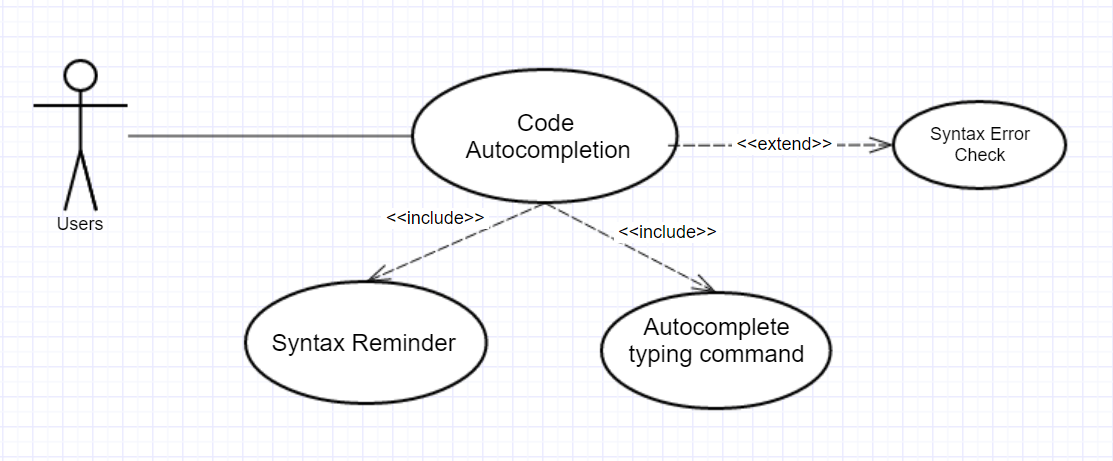 Code
Autocompletion
<<extend>>
Syntax Error
Check
Users
<<include>>
<<include>>
Syntax Reminder
Autocomplete
typing command